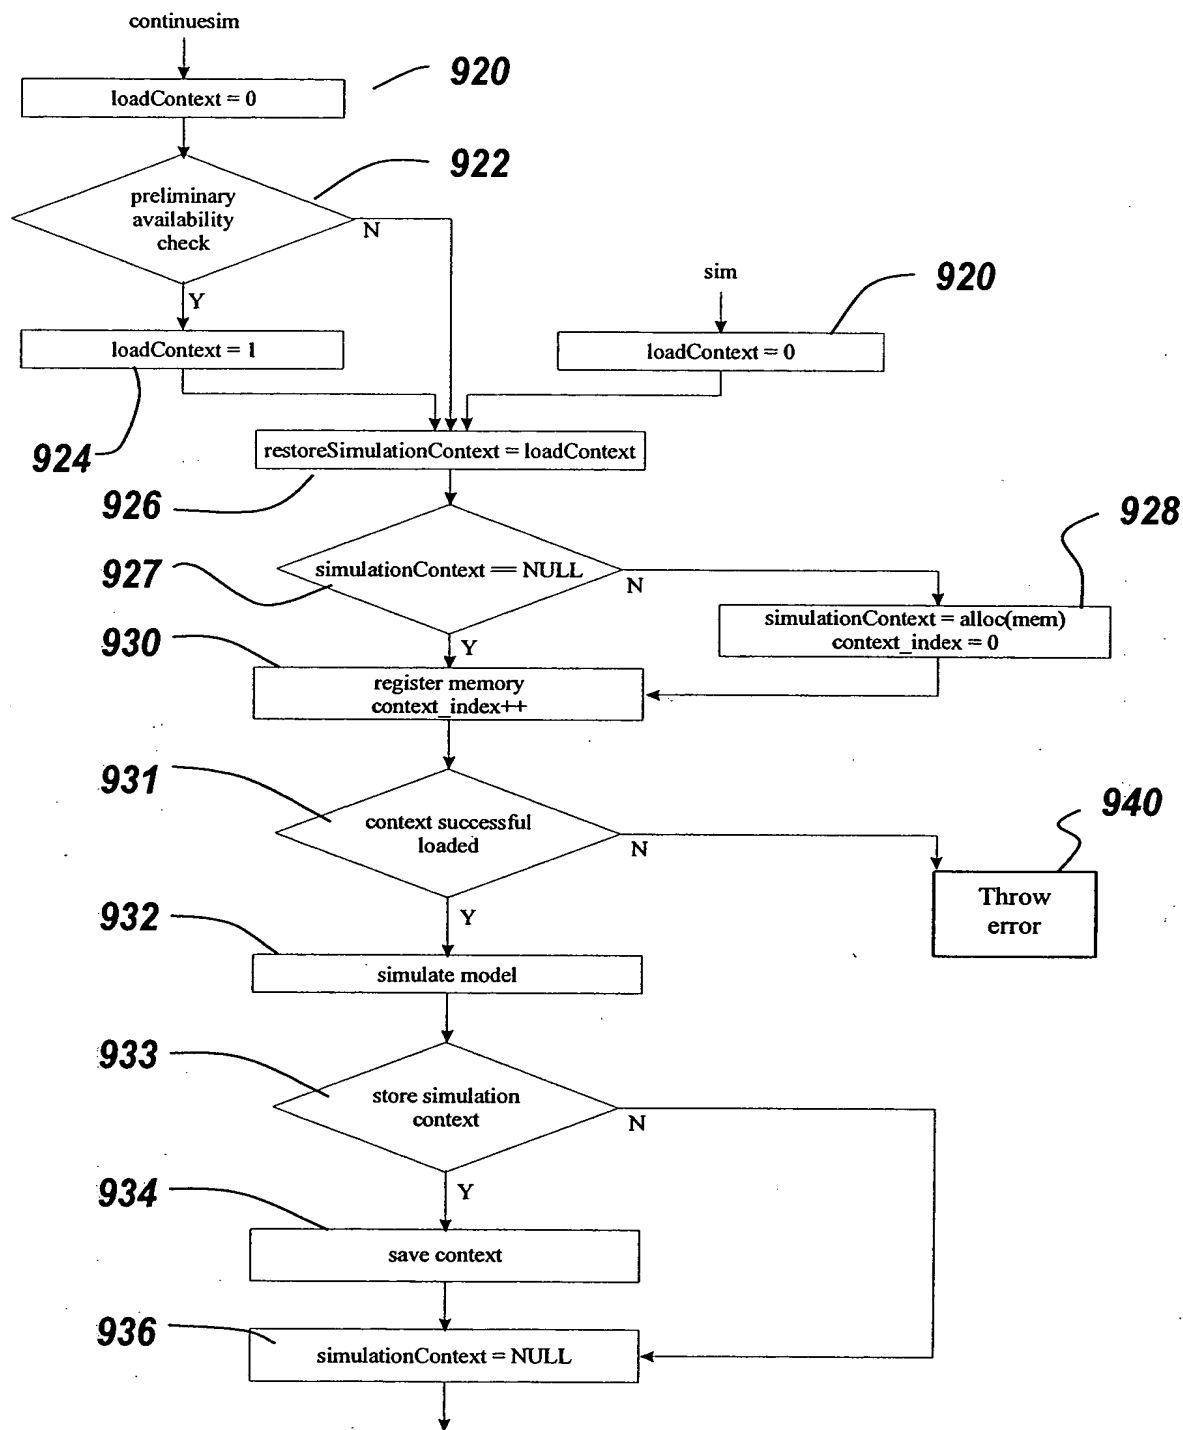 continuesim
920
loadContext = 0
922
preliminary
availability
check
N
Y
sim
920
loadContext = 1
loadContext = 0
924
restoreSimulationContext = loadContext
926
928
927
simulationContext == NULL
N
simulationContext = alloc(mem)
context_index = 0
930
Y
register memory
context_index++
931
940
context successful
loaded
N
Throw
error
932
Y
simulate model
933
store simulation
context
N
934
Y
save context
936
simulationContext = NULL